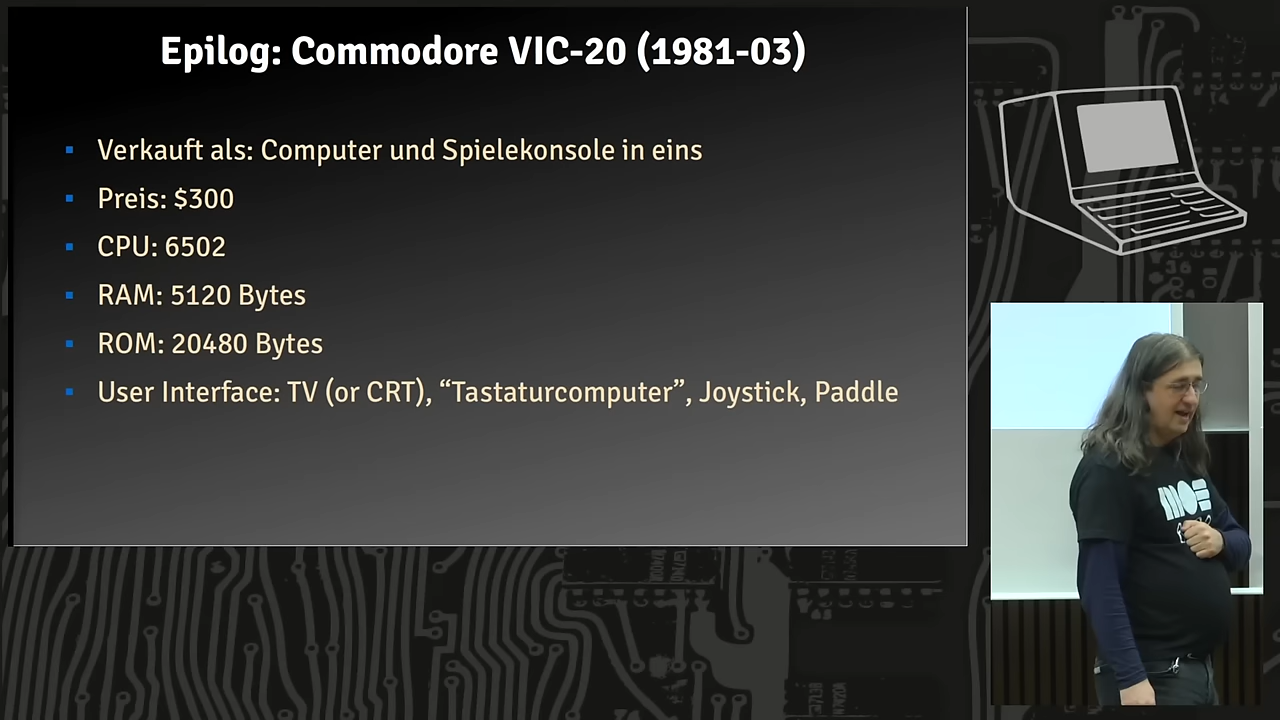 Epilog: Commodore VIC-20 (1981-03)
Verkauft als: Computer und Spielekonsole in eins
Preis: $300
CPU: 6502
RAM: 5120 Bytes
ROM: 20480 Bytes
User Interface: TV (or CRT), “Tastaturcomputer”, Joystick, Paddle